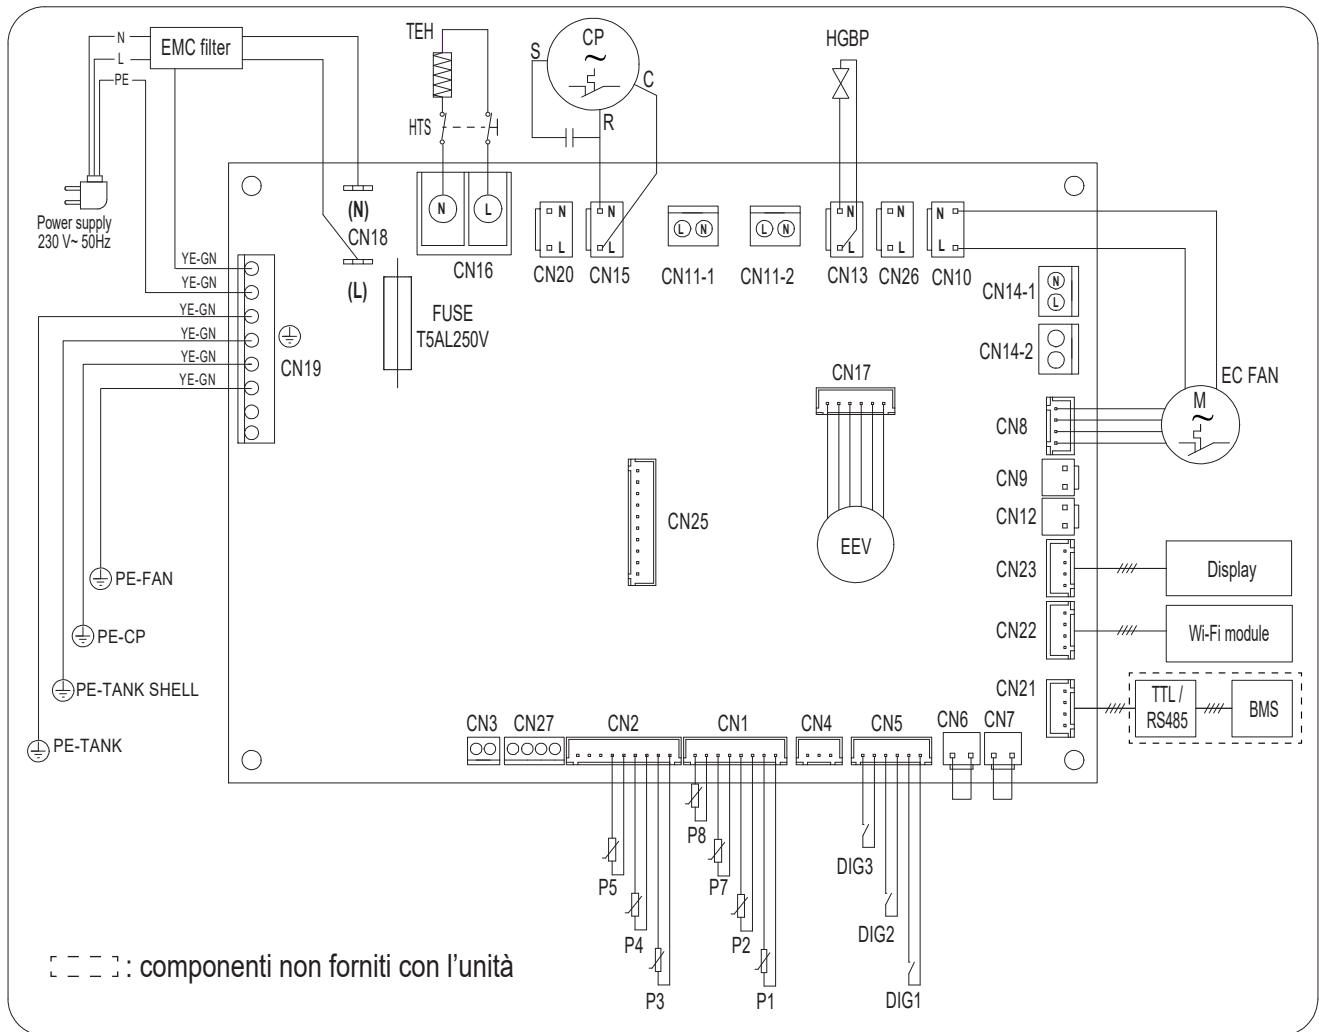 N
L
PE
EMC filter
Power supply
230 V~ 50Hz
TEH
HTS
S
CP
~
C
R
HGBP
(N)
CN18
(L)
N
L
CN16
N
L
CN20
N
L
CN15
L N
CN11-1
L N
CN11-2
N
L
CN13
N
L
CN26
N
L
CN10
N
L
CN14-1
CN14-2
YE-GN
YE-GN
YE-GN
YE-GN
YE-GN
YE-GN
CN19
FUSE
T5AL250V
CN17
EEV
CN25
EC FAN
M
~
CN8
CN9
CN12
CN23
Display
CN22
Wi-Fi module
CN21
TTL /
RS485
BMS
PE-FAN
PE-CP
PE-TANK SHELL
PE-TANK
CN3
CN27
CN2
CN1
CN4
CN5
CN6
CN7
P8
P5
P7
DIG3
P4
P2
DIG2
P3
P1
DIG1
: componenti non forniti con l’unità